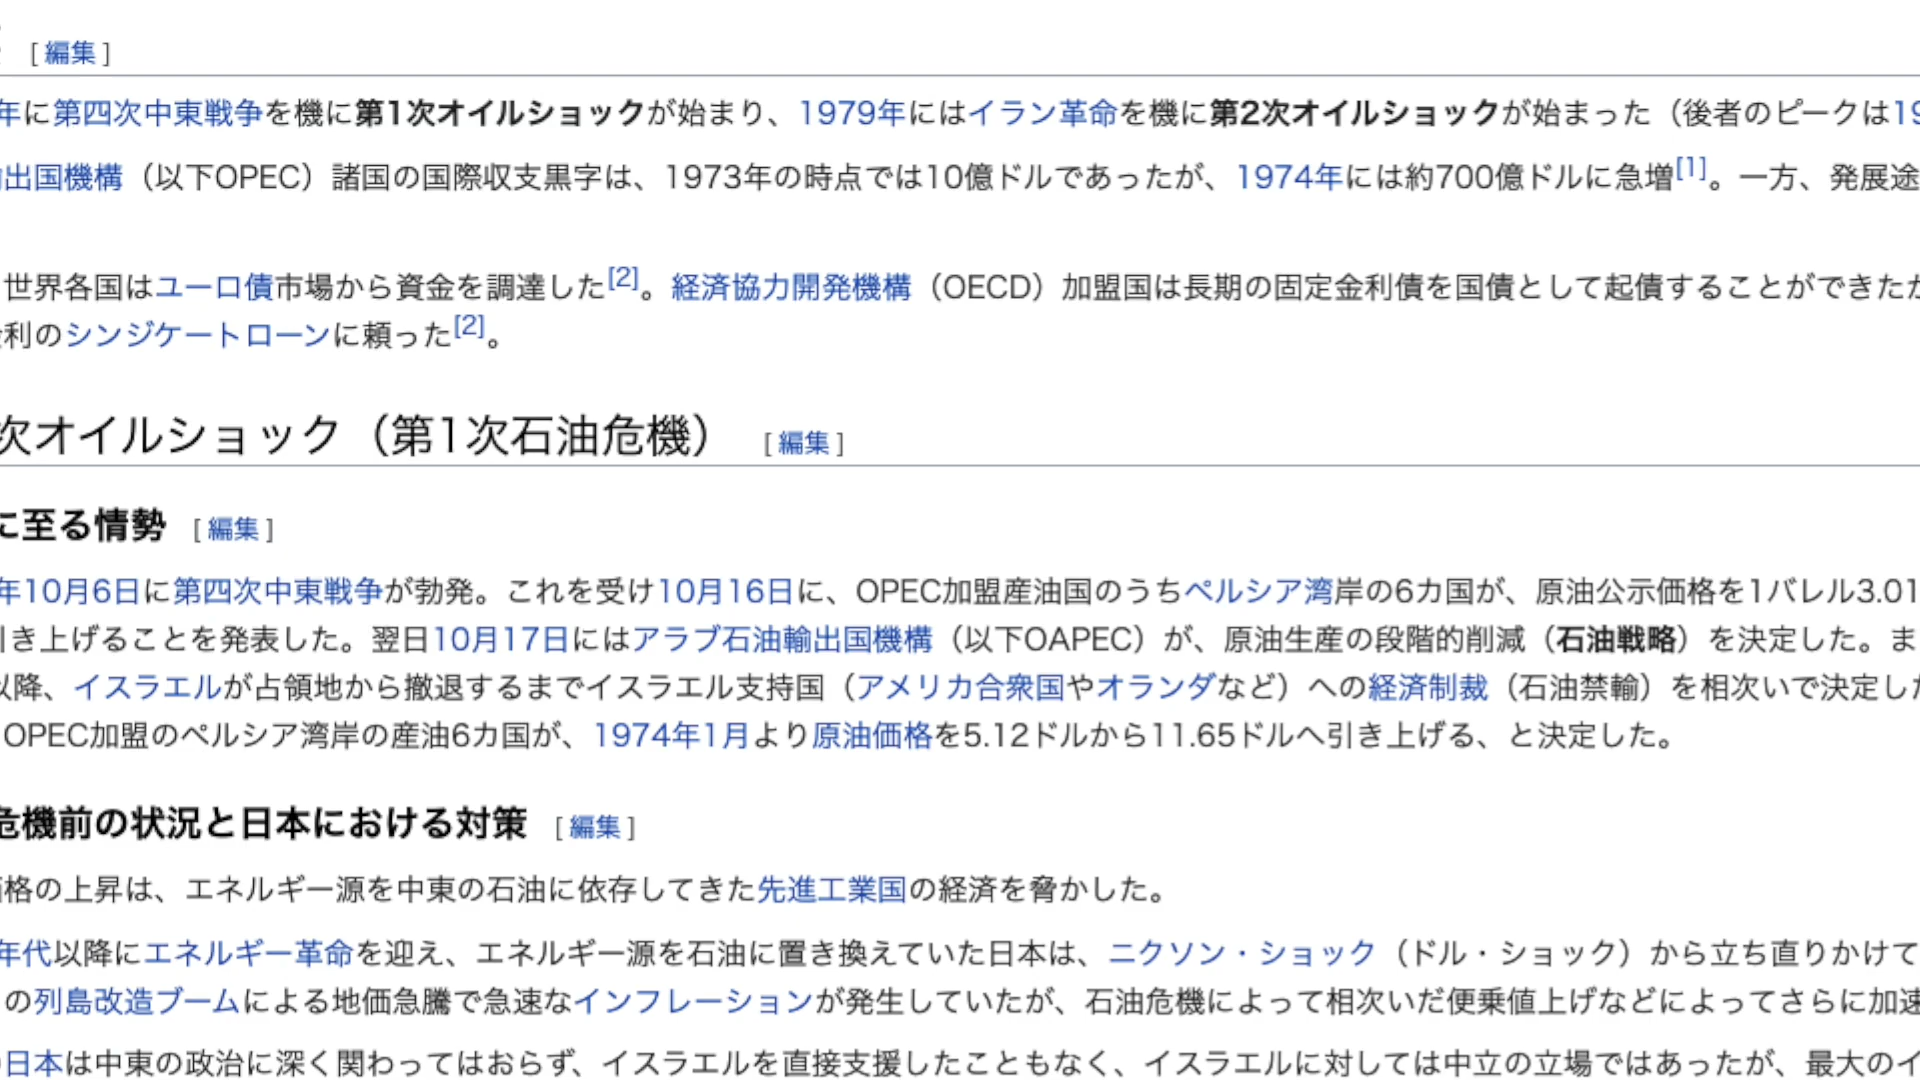 [編集]
年に第四次中東戦争を機に第1次オイルショックが始まり、1979年にはイラン革命を機に第2次オイルショックが始まった（後者のピークは19
出国機構（以下OPEC）諸国の国際収支黒字は、1973年の時点では10億ドルであったが、1974年には約700億ドルに急増[1]。一方、発展途
世界各国はユーロ債市場から資金を調達した[2]。経済協力開発機構（OECD）加盟国は長期の固定金利債を国債として起債することができたが
利のシンジケートローンに頼った[2]。
次オイルショック（第1次石油危機） [編集]
に至る情勢 [編集]
年10月6日に第四次中東戦争が勃発。これを受け10月16日に、OPEC加盟産油国のうちペルシア湾岸の6カ国が、原油公示価格を1バレル3.01
引き上げることを発表した。翌日10月17日にはアラブ石油輸出国機構（以下OAPEC）が、原油生産の段階的削減（石油戦略）を決定した。ま
以降、イスラエルが占領地から撤退するまでイスラエル支持国（アメリカ合衆国やオランダなど）への経済制裁（石油禁輸）を相次いで決定した
OPEC加盟のペルシア湾岸の産油6カ国が、1974年1月より原油価格を5.12ドルから11.65ドルへ引き上げる、と決定した。
危機前の状況と日本における対策 [編集]
格の上昇は、エネルギー源を中東の石油に依存してきた先進工業国の経済を脅かした。
年代以降にエネルギー革命を迎え、エネルギー源を石油に置き換えていた日本は、ニクソン・ショック（ドル・ショック）から立ち直りかけて
の列島改造ブームによる地価急騰で急速なインフレーションが発生していたが、石油危機によって相次いだ便乗値上げなどによってさらに加速
日本は中東の政治に深く関わってはおらず、イスラエルを直接支援したこともなく、イスラエルに対しては中立の立場ではあったが、最大のイ